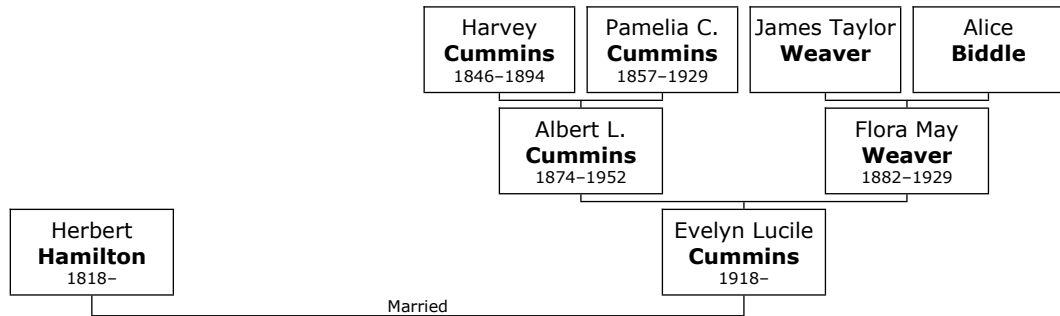 Harvey
Cummins
1846–1894
Pamelia C.
Cummins
1857–1929
James Taylor
Weaver
Alice
Biddle
Albert L.
Cummins
1874–1952
Flora May
Weaver
1882–1929
Herbert
Hamilton
1818–
Evelyn Lucile
Cummins
1918–
Married